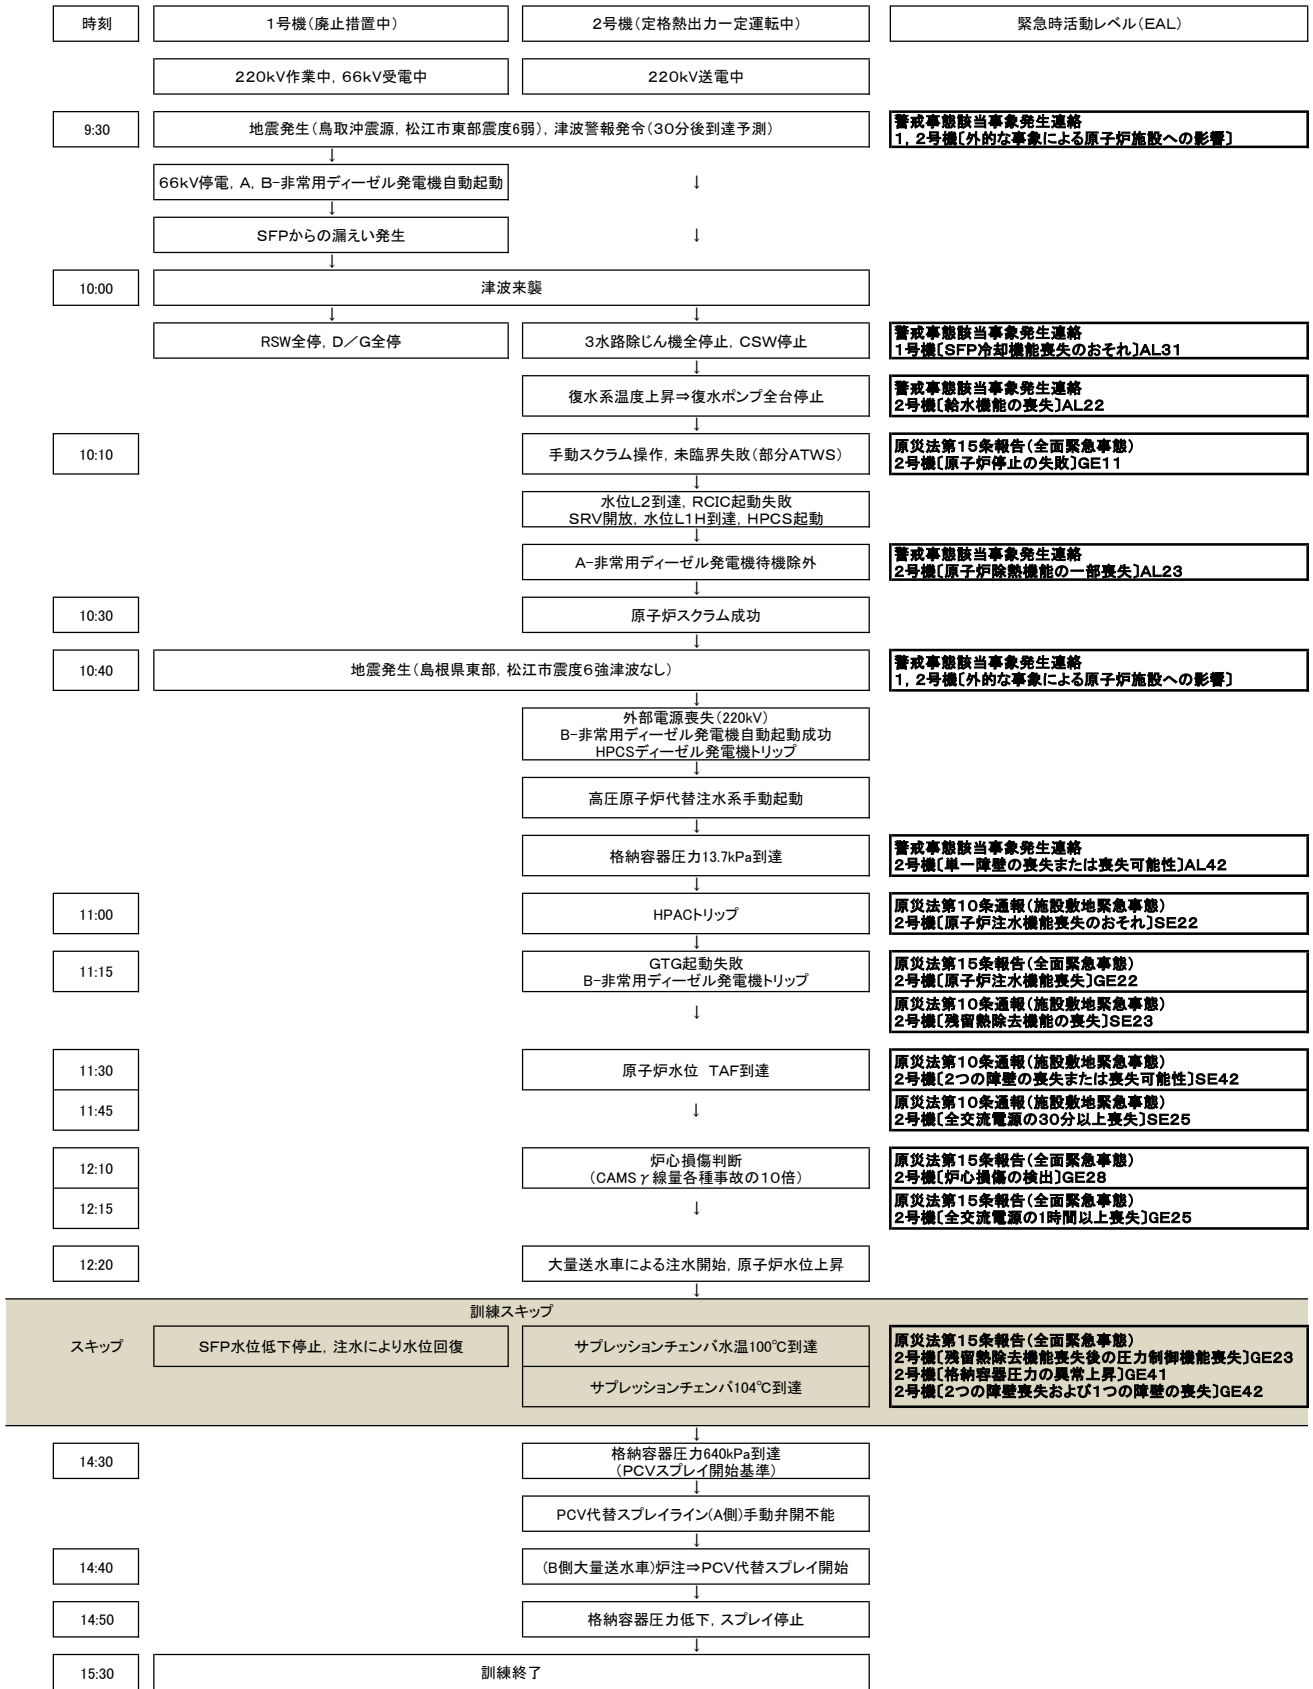 時刻
1号機(廃止措置中)
2号機(定格熱出力一定運転中)
緊急時活動レベル(EAL)
220kV作業中, 66kV受電中
220kV送電中
9:30
地震発生(鳥取沖震源, 松江市東部震度6弱), 津波警報発令(30分後到達予測)
警戒事態該当事象発生連絡
1, 2号機〔外的な事象による原子炉施設への影響〕
↓
66kV停電, A, B-非常用ディーゼル発電機自動起動
↓
↓
SFPからの漏えい発生
↓
↓
10:00
津波来襲
↓
↓
RSW全停, D/G全停
3水路除じん機全停止, CSW停止
警戒事態該当事象発生連絡
1号機〔SFP冷却機能喪失のおそれ〕AL31
↓
復水系温度上昇⇒復水ポンプ全台停止
警戒事態該当事象発生連絡
2号機〔給水機能の喪失〕AL22
↓
10:10
手動スクラム操作, 未臨界失敗(部分ATWS)
原災法第15条報告(全面緊急事態)
2号機〔原子炉停止の失敗〕GE11
↓
水位L2到達, RCIC起動失敗
SRV開放, 水位L1H到達, HPCS起動
↓
A-非常用ディーゼル発電機待機除外
警戒事態該当事象発生連絡
2号機〔原子炉除熱機能の一部喪失〕AL23
↓
10:30
原子炉スクラム成功
↓
10:40
地震発生(島根県東部, 松江市震度6強津波なし)
警戒事態該当事象発生連絡
1, 2号機〔外的な事象による原子炉施設への影響〕
↓
外部電源喪失(220kV)
B-非常用ディーゼル発電機自動起動成功
HPCSディーゼル発電機トリップ
↓
高圧原子炉代替注水系手動起動
↓
格納容器圧力13.7kPa到達
警戒事態該当事象発生連絡
2号機〔単一障壁の喪失または喪失可能性〕AL42
↓
11:00
HPACトリップ
原災法第10条通報(施設敷地緊急事態)
2号機〔原子炉注水機能喪失のおそれ〕SE22
↓
11:15
GTG起動失敗
B-非常用ディーゼル発電機トリップ
原災法第15条報告(全面緊急事態)
2号機〔原子炉注水機能喪失〕GE22
↓
原災法第10条通報(施設敷地緊急事態)
2号機〔残留熱除去機能の喪失〕SE23
11:30
原子炉水位 TAF到達
原災法第10条通報(施設敷地緊急事態)
2号機〔2つの障壁の喪失または喪失可能性〕SE42
11:45
↓
原災法第10条通報(施設敷地緊急事態)
2号機〔全交流電源の30分以上喪失〕SE25
12:10
炉心損傷判断
(CAMSγ線量各種事故の10倍)
原災法第15条報告(全面緊急事態)
2号機〔炉心損傷の検出〕GE28
12:15
↓
原災法第15条報告(全面緊急事態)
2号機〔全交流電源の1時間以上喪失〕GE25
12:20
大量送水車による注水開始, 原子炉水位上昇
↓
訓練スキップ
スキップ
SFP水位低下停止, 注水により水位回復
サプレッションチェンバ水温100℃到達
サプレッションチェンバ104℃到達
原災法第15条報告(全面緊急事態)
2号機〔残留熱除去機能喪失後の圧力制御機能喪失〕GE23
2号機〔格納容器圧力の異常上昇〕GE41
2号機〔2つの障壁喪失および1つの障壁の喪失〕GE42
↓
14:30
格納容器圧力640kPa到達
(PCVスプレイ開始基準)
↓
PCV代替スプレイライン(A側)手動弁開不能
↓
14:40
(B側大量送水車)炉注⇒PCV代替スプレイ開始
↓
14:50
格納容器圧力低下, スプレイ停止
↓
15:30
訓練終了